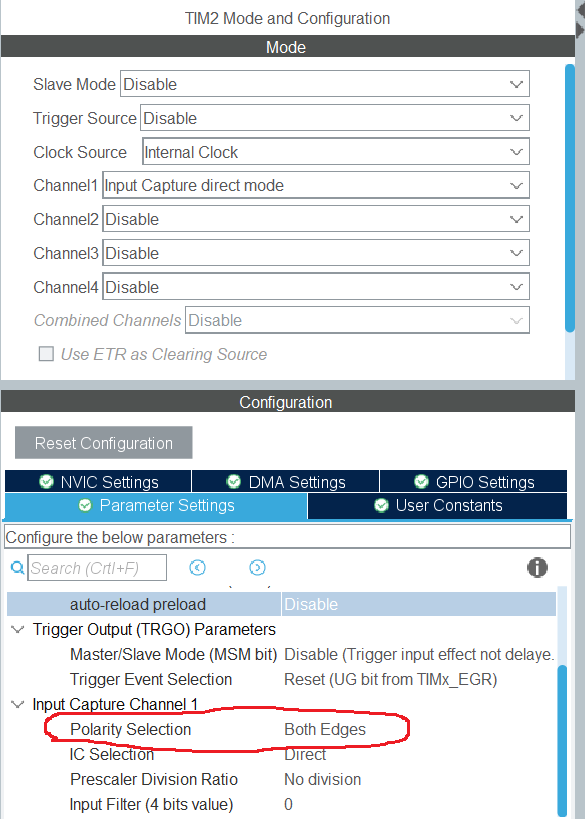 TIM2 Mode and Configuration
Mode
Slave Mode Disable
Trigger Source Disable
Clock Source Internal Clock
Channel1 Input Capture direct mode
Channel2 Disable
Channel3 Disable
Channel4 Disable
Combined Channels Disable
Use ETR as Clearing Source
Configuration
Reset Configuration
NVIC Settings DMA Settings GPIO Settings
Parameter Settings User Constants
Configure the below parameters :
Search (Crtl+F)
auto-reload preload Disable
Trigger Output (TRGO) Parameters
Master/Slave Mode (MSM bit) Disable (Trigger input effect not delaye.
Trigger Event Selection Reset (UG bit from TIMx_EGR)
Input Capture Channel 1
Polarity Selection Both Edges
IC Selection Direct
Prescaler Division Ratio No division
Input Filter (4 bits value) 0